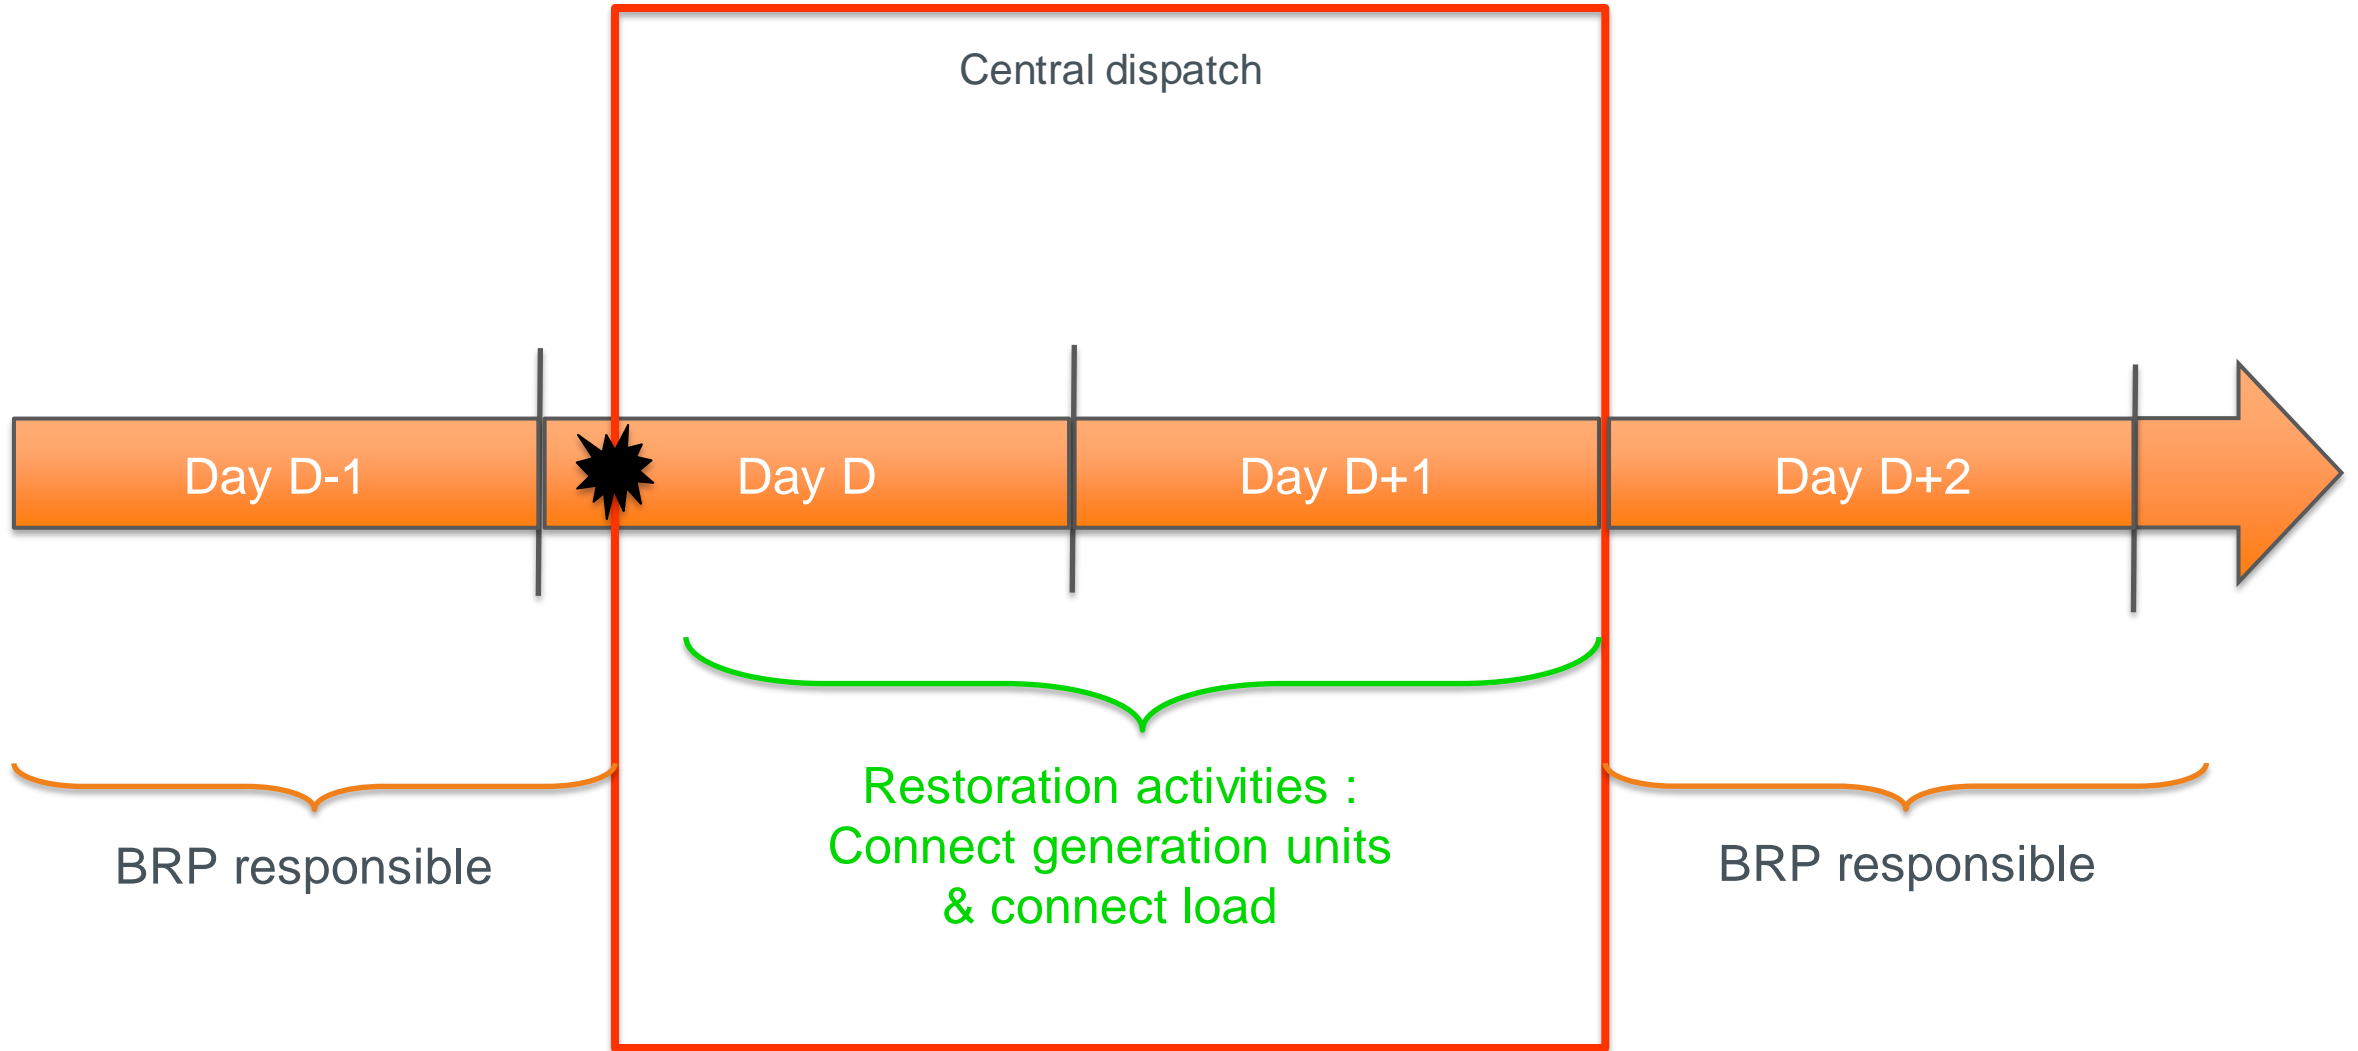 Central dispatch
Day D-1
Day D
Day D+1
Day D+2
Restoration activities :
Connect generation units
& connect load
BRP responsible
BRP responsible